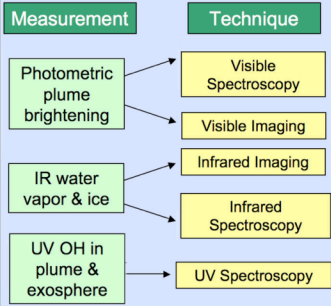 Measurement
Technique
Photometric
plume
brightening
Visible
Spectroscopy
Visible Imaging
IR water
vapor & ice
Infrared Imaging
Infrared
Spectroscopy
UV OH in
plume &
exosphere
UV Spectroscopy